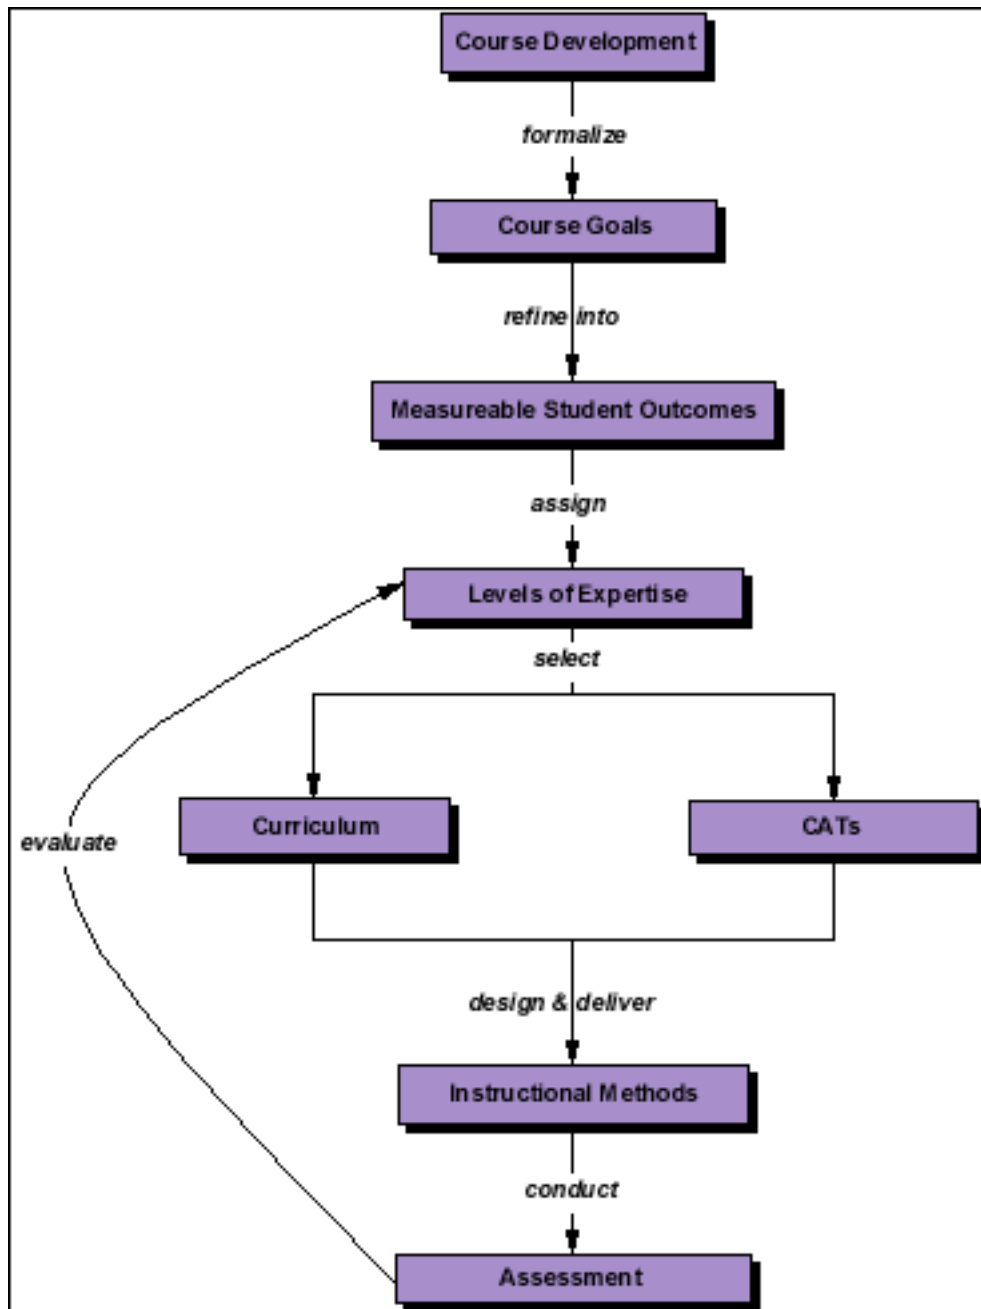 Course Development
formalize
Course Goals
refine into
Measureable Student Outcomes
assign
Levels of Expertise
select
Curriculum
CATs
evaluate
design & deliver
Instructional Methods
conduct
Assessment